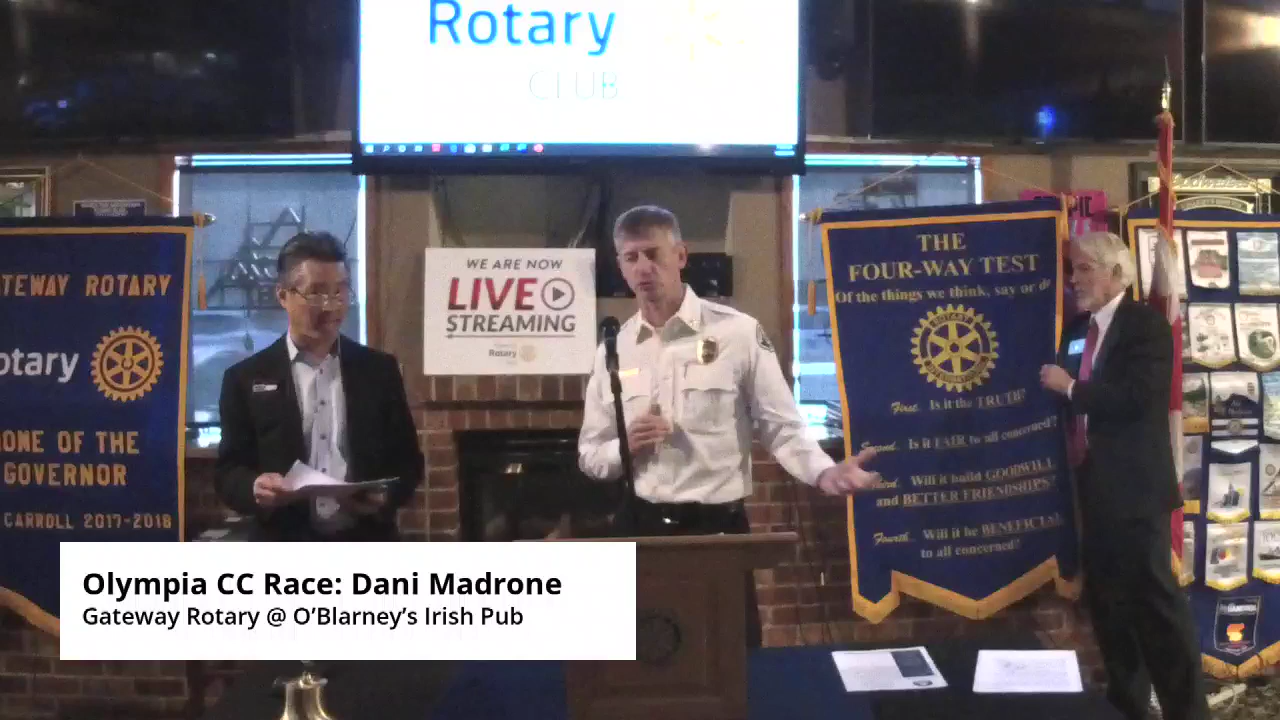 Rotary
CLUB
WE ARE NOW
LIVE
STREAMING
Rotary
TEWAY ROTARY
otary
ONE OF THE
GOVERNOR
CARROLL 2017-2018
THE
FOUR-WAY TEST
Of the things we think, say or do
First.. Is it the TRUTH?
Second.. Is it FAIR to all concerned?
Will it build GOODWILL
and BETTER FRIENDSHIPS?
Fourth.. Will it be BENEFICIAL
to all concerned?
Olympia CC Race: Dani Madrone
Gateway Rotary @ O’Blarney’s Irish Pub